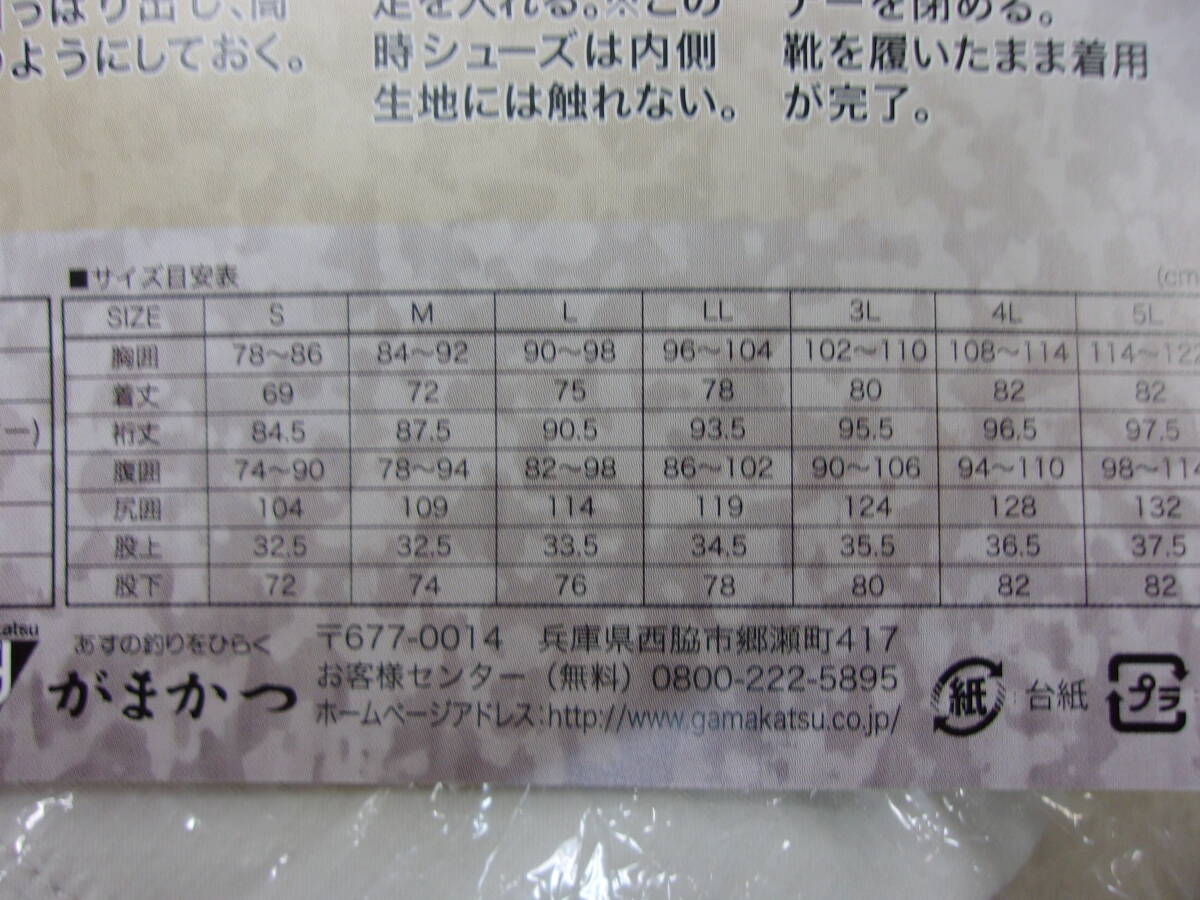 っぱり出し、
ようにしておく。
足を入れる。※この
時シューズは内側
生地には触れない。
ナーを閉める。
靴を履いたまま着用
が完了。
■サイズ目安表 (cm
SIZE S M L LL 3L 4L 5L
胸囲 78〜86 84〜92 90〜98 96〜104 102〜110 108〜114 114〜122
着丈 69 72 75 78 80 82 82
裄丈 84.5 87.5 90.5 93.5 95.5 96.5 97.5
腹囲 74〜90 78〜94 82〜98 86〜102 90〜106 94〜110 98〜114
尻囲 104 109 114 119 124 128 132
股上 32.5 32.5 33.5 34.5 35.5 36.5 37.5
股下 72 74 76 78 80 82 82
ー)
atsu
あすの釣りをひらく
がまかつ
〒677-0014 兵庫県西脇市郷瀬町417
お客様センター（無料）0800-222-5895
ホームページアドレス:http://www.gamakatsu.co.jp/
紙 : 台紙
プラ